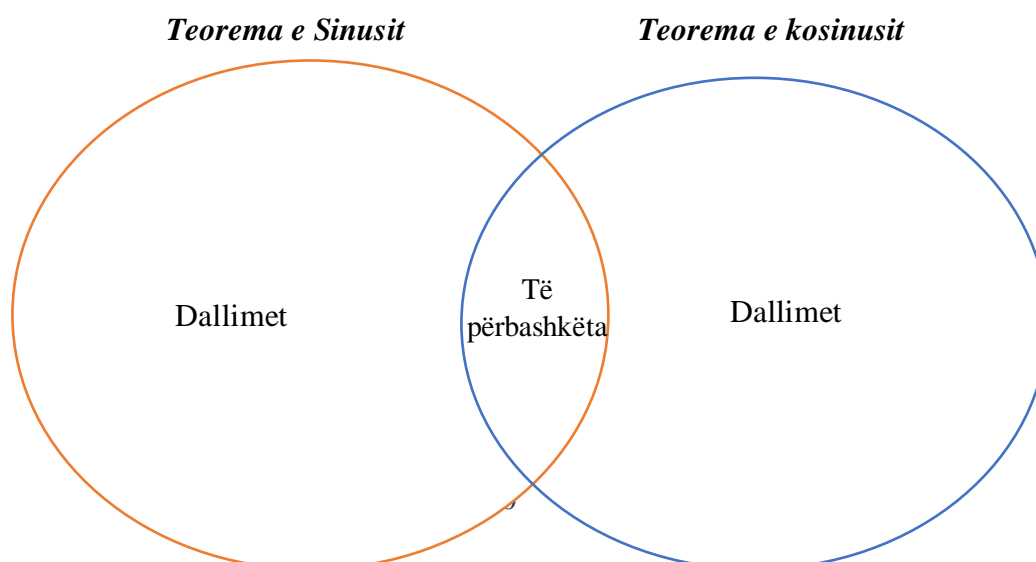 Teorema e Sinusit
Teorema e kosinusit
Dallimet
Të
përbashkëta
Dallimet